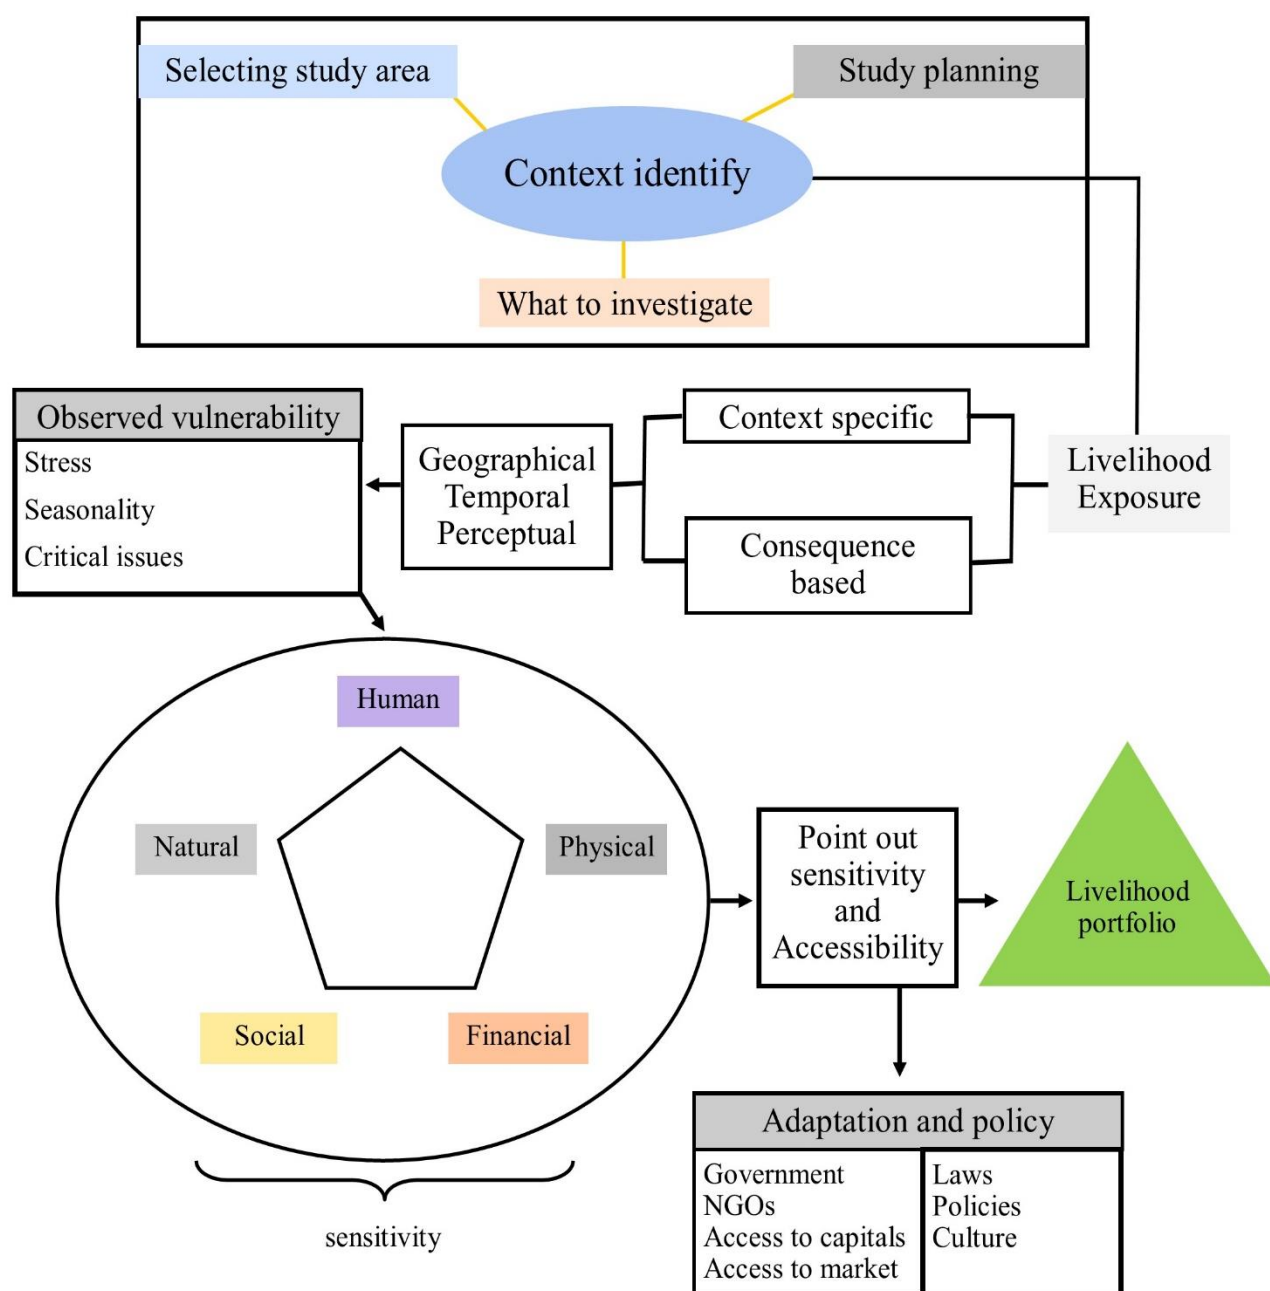 Selecting study area
Study planning
Context identify
What to investigate
Observed vulnerability
Stress
Seasonality
Critical issues
Geographical
Temporal
Perceptual
Context specific
Consequence
based
Livelihood
Exposure
Human
Natural
Physical
Social
Financial
sensitivity
Point out
sensitivity
and
Accessibility
Livelihood
portfolio
Adaptation and policy
Government
NGOs
Access to capitals
Access to market
Laws
Policies
Culture